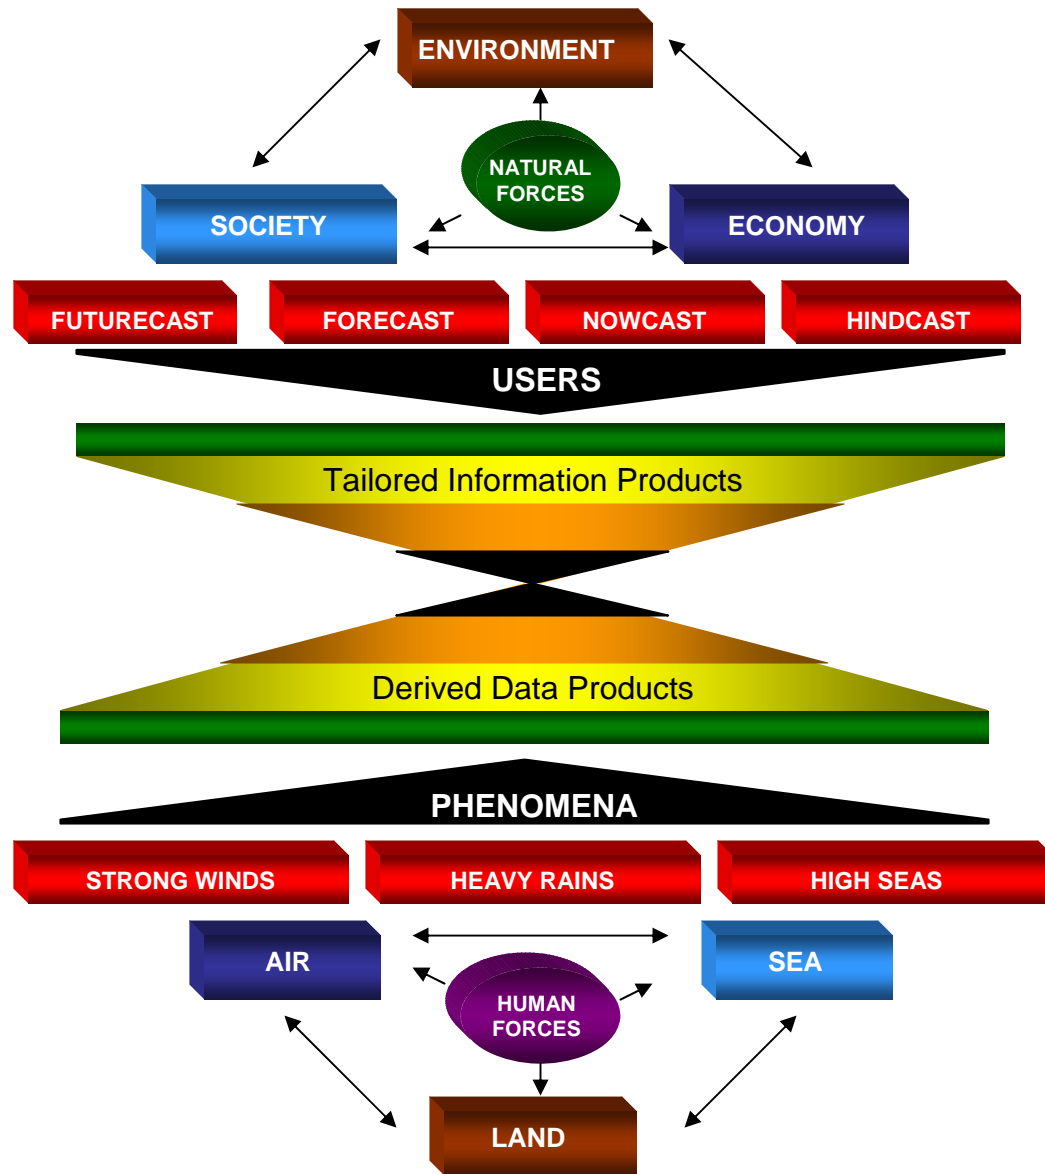 ENVIRONMENT
NATURAL
FORCES
SOCIETY
ECONOMY
FUTURECAST
FORECAST
NOWCAST
HINDCAST
USERS
Tailored Information Products
Derived Data Products
PHENOMENA
STRONG WINDS
HEAVY RAINS
HIGH SEAS
AIR
SEA
HUMAN
FORCES
LAND